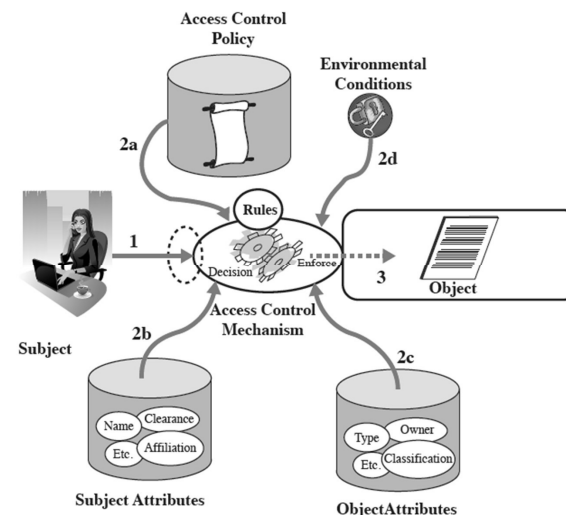 Access Control
Policy
Environmental
Conditions
2a
2d
Rules
1
Decision
Enforce
3
Object
Access Control
Mechanism
Subject
2b
2c
Name
Clearance
Etc.
Affiliation
Type
Owner
Etc.
Classification
Subject Attributes
ObjectAttributes